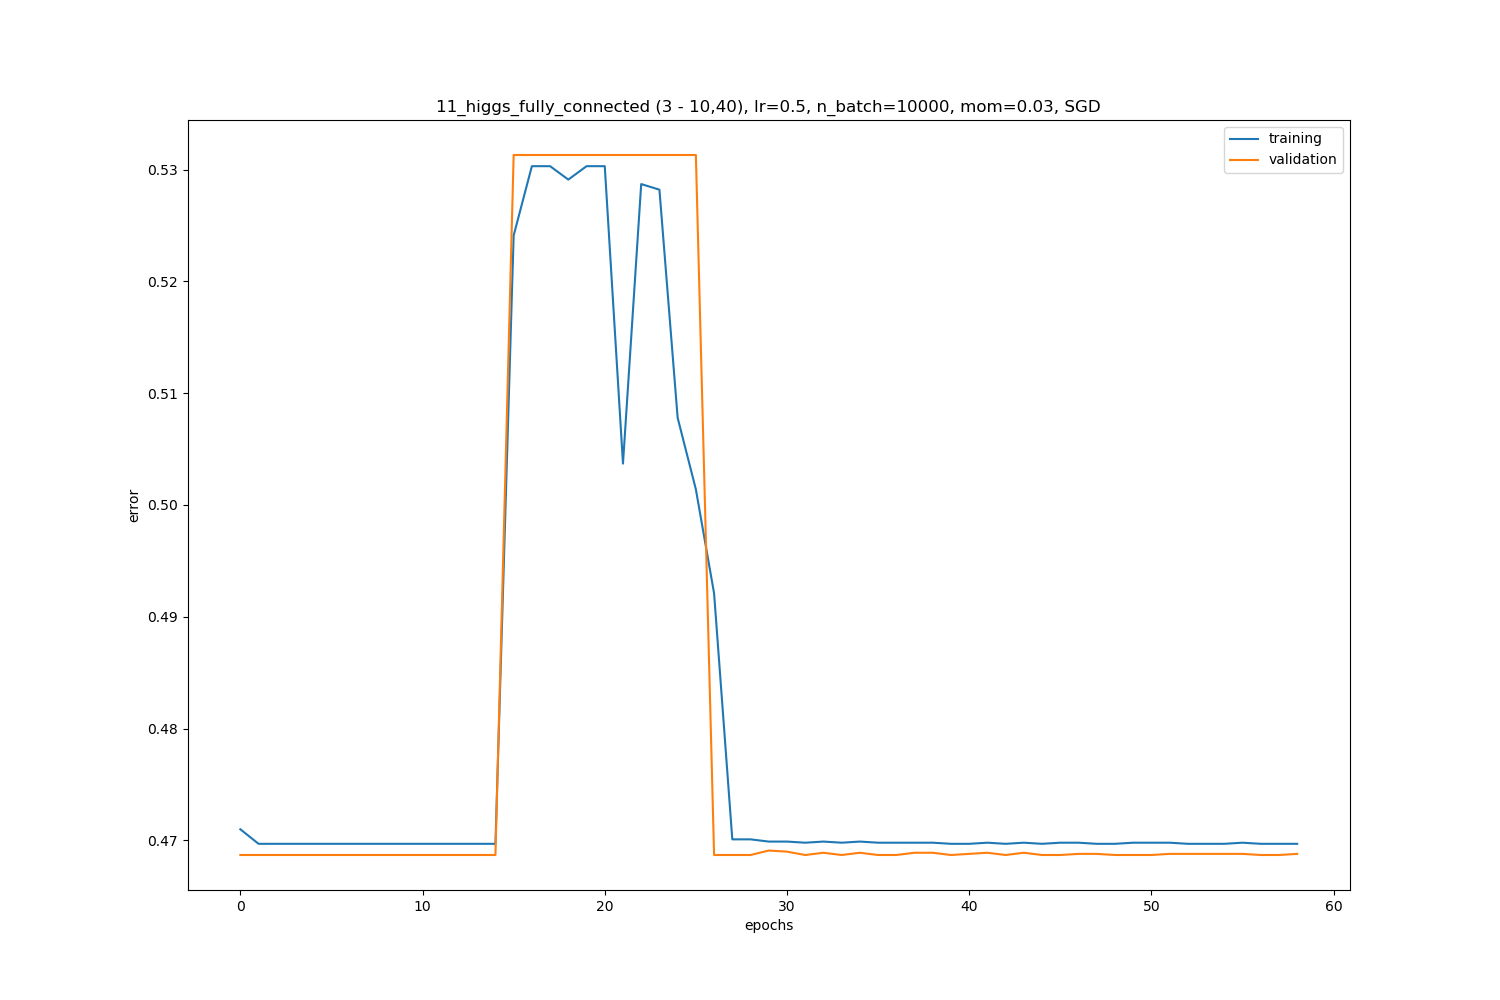 11_higgs_fully_connected (3 - 10,40), lr=0.5, n_batch=10000, mom=0.03, SGD
training
validation
0.53
0.52
0.51
0.50
0.49
0.48
0.47
error
0 10 20 30 40 50 60
epochs